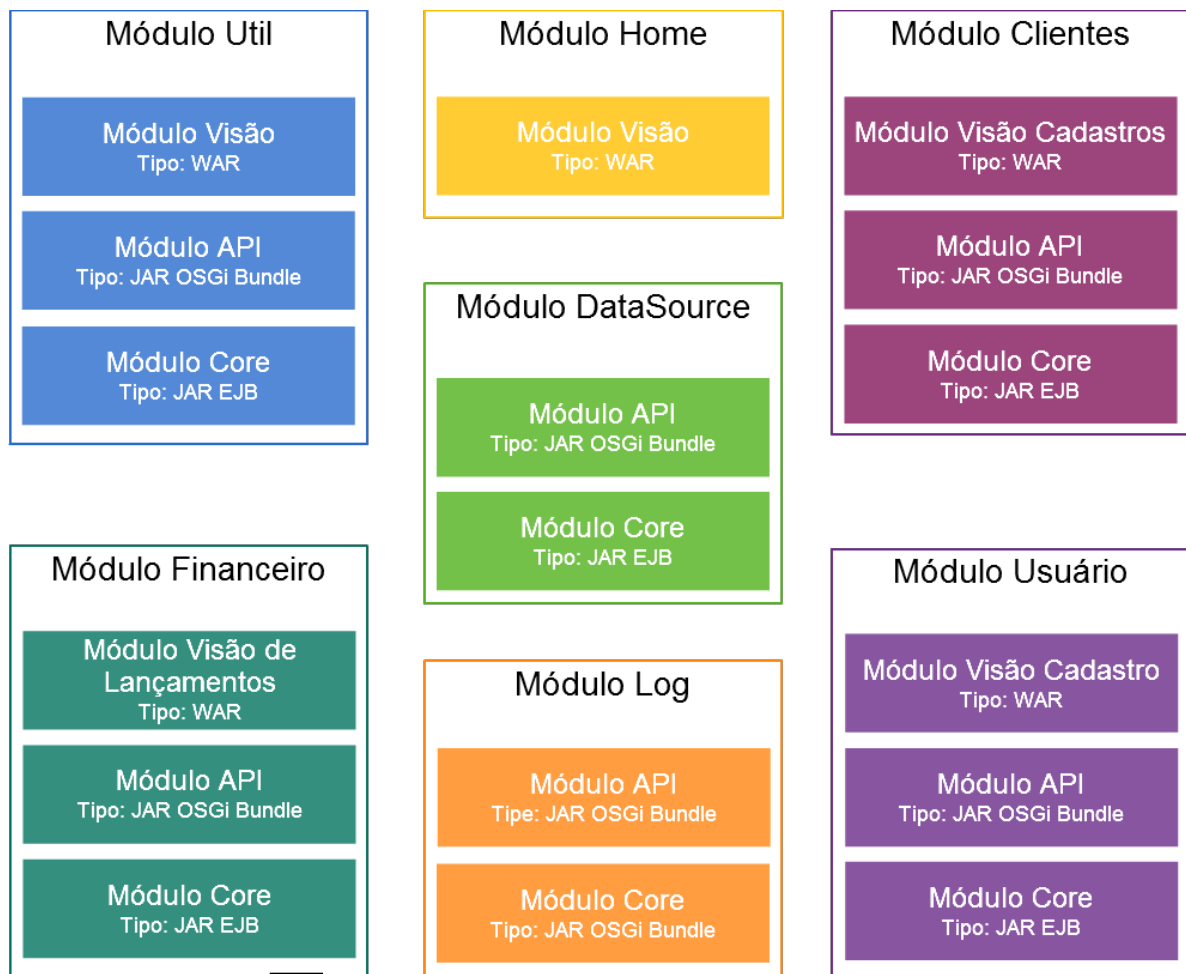 Módulo Util
Módulo Visão
Tipo: WAR
Módulo API
Tipo: JAR OSGi Bundle
Módulo Core
Tipo: JAR EJB
Módulo Home
Módulo Visão
Tipo: WAR
Módulo Clientes
Módulo Visão Cadastros
Tipo: WAR
Módulo API
Tipo: JAR OSGi Bundle
Módulo Core
Tipo: JAR EJB
Módulo DataSource
Módulo API
Tipo: JAR OSGi Bundle
Módulo Core
Tipo: JAR EJB
Módulo Financeiro
Módulo Visão de
Lançamentos
Tipo: WAR
Módulo API
Tipo: JAR OSGi Bundle
Módulo Core
Tipo: JAR EJB
Módulo Log
Módulo API
Tipe: JAR OSGi Bundle
Módulo Core
Tipo: JAR OSGi Bundle
Módulo Usuário
Módulo Visão Cadastro
Tipo: WAR
Módulo API
Tipo: JAR OSGi Bundle
Módulo Core
Tipo: JAR EJB